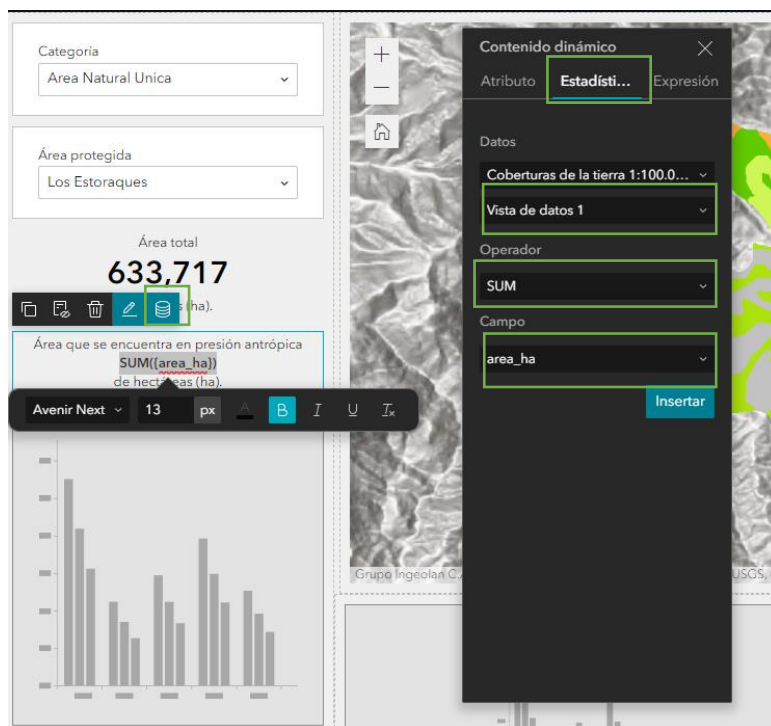 Categoría
Area Natural Unica
Área protegida
Los Estoraques
Área total
633,717
(ha).
Área que se encuentra en presión antrópica
SUM({area_ha})
de hectáreas (ha).
Avenir Next
13
px
A
B
I
U
Tx
Grupo Ingeolan C.
USGS,
Contenido dinámico
Atributo
Estadísti...
Expresión
Datos
Coberturas de la tierra 1:100.0...
Vista de datos 1
Operador
SUM
Campo
area_ha
Insertar